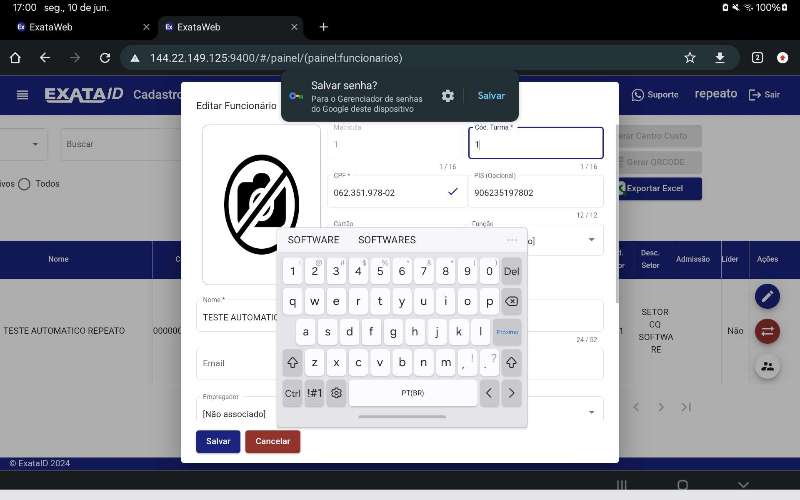 17:00 seg., 10 de jun.
100%
ExataWeb
ExataWeb
144.22.149.125:9400/#/painel/(painel:funcionarios)
2
Salvar senha?
Para o Gerenciador de senhas
do Google deste dispositivo
Salvar
EXATAID Cadastro
Suporte
repeato
Sair
Editar Funcionário
Matrícula
1
1 / 16
Cód. Turma *
1
1 / 16
Buscar
Gerar Centro Custo
Gerar QRCODE
Exportar Excel
ivos
Todos
CPF *
062.351.978-02
PIS (Opcional)
906235197802
12 / 12
Cartão
Função
o]
Nome
C
Desc.
Setor
Admissão
Líder
Ações
SOFTWARE SOFTWARES
1 2 3 4 5 6 7 8 9 0 Del
q w e r t y u i o p
a s d f g h j k l Próximo
z x c v b n m , ! . ?
Ctrl !#1 PT(BR)
Nome *
TESTE AUTOMATIC
24 / 52
TESTE AUTOMATICO REPEATO
00000
1
SETOR
CQ
SOFTWA
RE
Não
Email
Empregador
[Não associado]
Salvar
Cancelar
© ExataID 2024